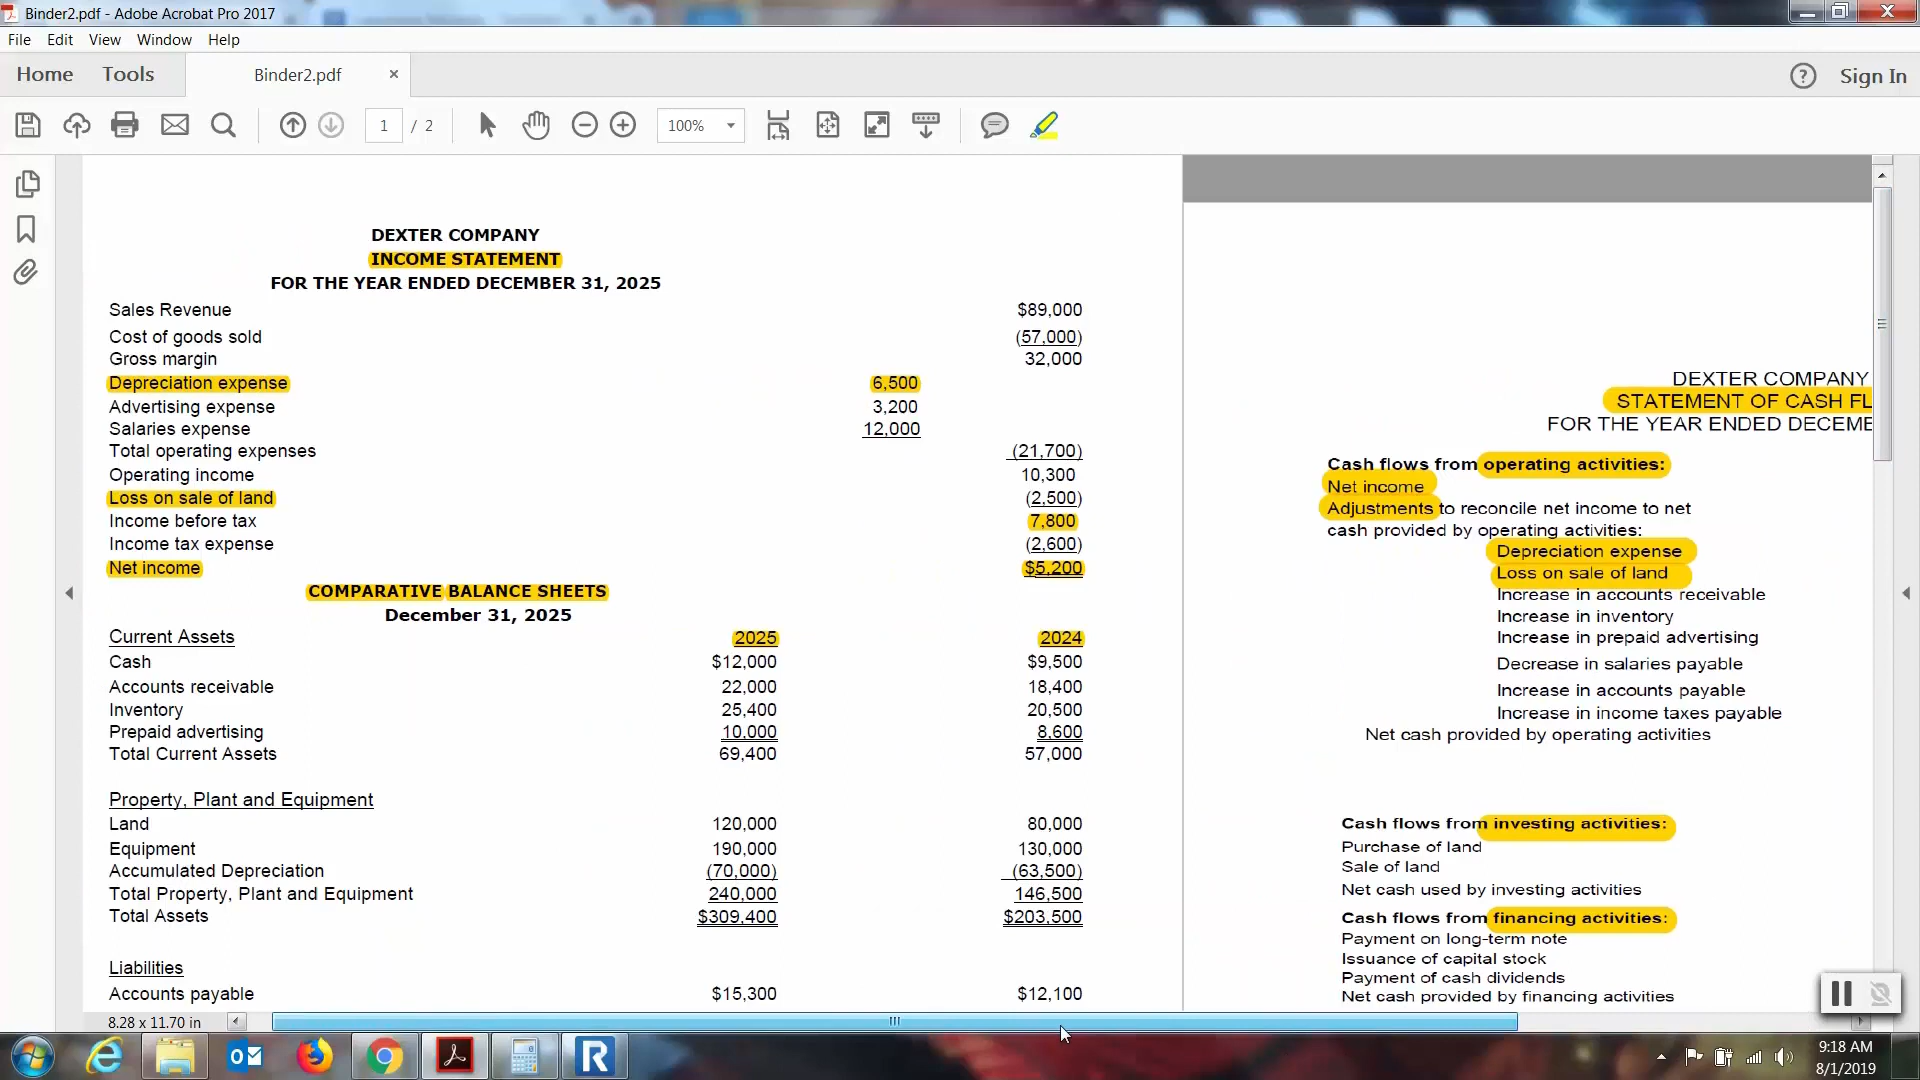 Binder2.pdf - Adobe Acrobat Pro 2017
File Edit View Window Help
Home Tools Binder2.pdf × ? Sign In
1 / 2 100%
DEXTER COMPANY
INCOME STATEMENT
FOR THE YEAR ENDED DECEMBER 31, 2025
Sales Revenue $89,000
Cost of goods sold (57,000)
Gross margin 32,000
Depreciation expense 6,500
Advertising expense 3,200
Salaries expense 12,000
Total operating expenses (21,700)
Operating income 10,300
Loss on sale of land (2,500)
Income before tax 7,800
Income tax expense (2,600)
Net income $5,200
COMPARATIVE BALANCE SHEETS
December 31, 2025
Current Assets 2025 2024
Cash $12,000 $9,500
Accounts receivable 22,000 18,400
Inventory 25,400 20,500
Prepaid advertising 10,000 8,600
Total Current Assets 69,400 57,000
Property, Plant and Equipment
Land 120,000 80,000
Equipment 190,000 130,000
Accumulated Depreciation (70,000) (63,500)
Total Property, Plant and Equipment 240,000 146,500
Total Assets $309,400 $203,500
Liabilities
Accounts payable $15,300 $12,100
DEXTER COMPANY
STATEMENT OF CASH FL
FOR THE YEAR ENDED DECEME
Cash flows from operating activities:
Net income
Adjustments to reconcile net income to net
cash provided by operating activities:
Depreciation expense
Loss on sale of land
Increase in accounts receivable
Increase in inventory
Increase in prepaid advertising
Decrease in salaries payable
Increase in accounts payable
Increase in income taxes payable
Net cash provided by operating activities
Cash flows from investing activities:
Purchase of land
Sale of land
Net cash used by investing activities
Cash flows from financing activities:
Payment on long-term note
Issuance of capital stock
Payment of cash dividends
Net cash provided by financing activities
8.28 x 11.70 in
9:18 AM
8/1/2019